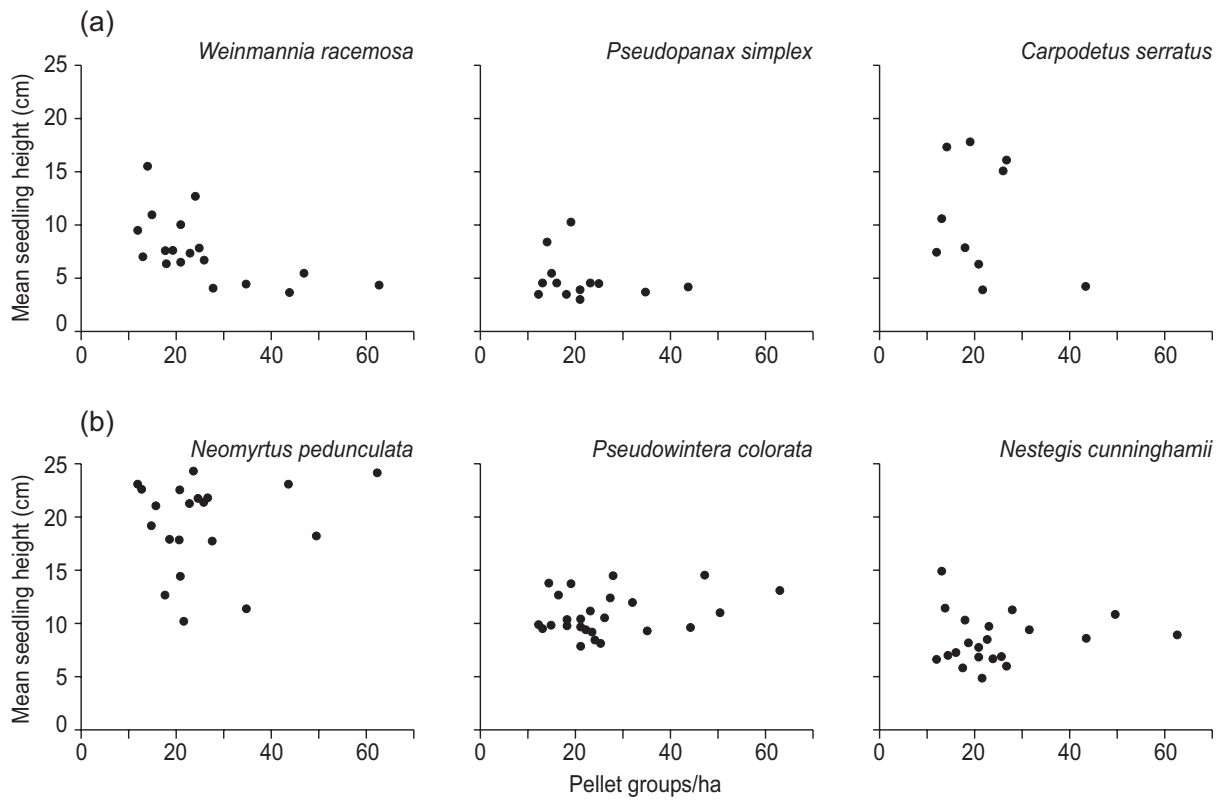 (a)
Weinmannia racemosa
Pseudopanax simplex
Carpodetus serratus
Mean seedling height (cm)
25
20
15
10
5
0
0 20 40 60
0 20 40 60
0 20 40 60
(b)
Neomyrtus pedunculata
Pseudowintera colorata
Nestegis cunninghamii
Mean seedling height (cm)
25
20
15
10
5
0
0 20 40 60
0 20 40 60
0 20 40 60
Pellet groups/ha